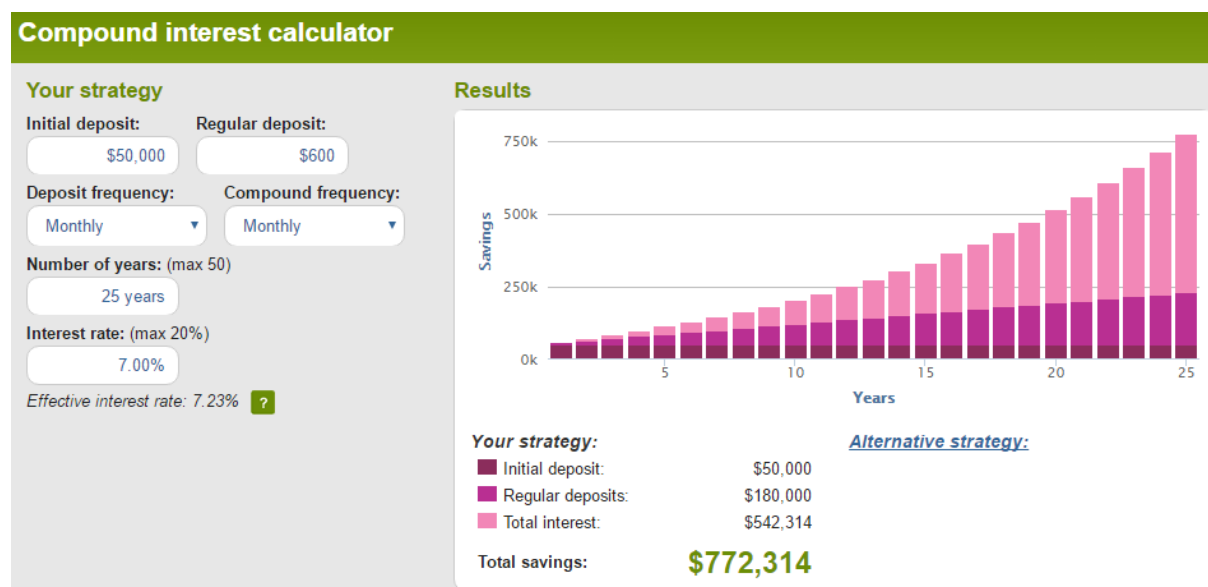 Compound interest calculator
Your strategy
Initial deposit: Regular deposit:
$50,000 $600
Deposit frequency: Compound frequency:
Monthly Monthly
Number of years: (max 50)
25 years
Interest rate: (max 20%)
7.00%
Effective interest rate: 7.23% ?
Results
750k
500k
250k
0k
Savings
5 10 15 20 25
Years
Your strategy: Alternative strategy:
Initial deposit: $50,000
Regular deposits: $180,000
Total interest: $542,314
Total savings: $772,314